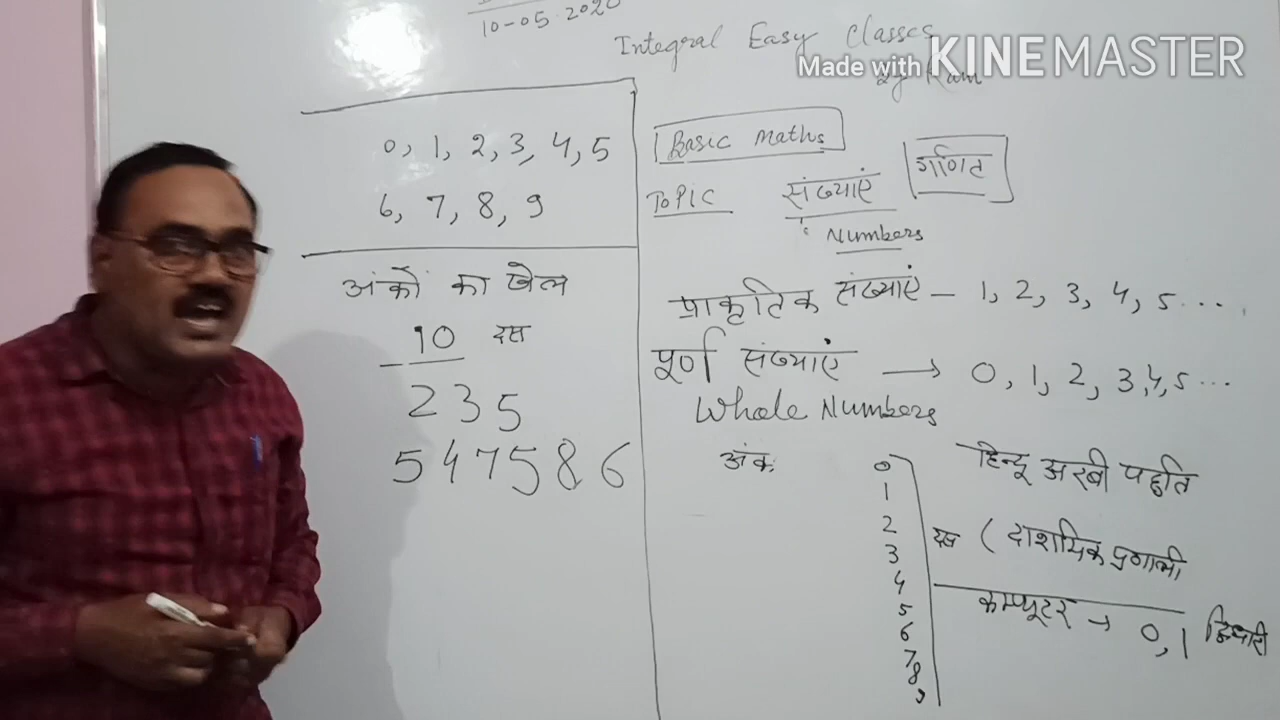 10-05.2020
Integral Easy Classes
by Ram
Made with KINEMASTER
0, 1, 2, 3, 4, 5
6, 7, 8, 9
अंकों का खेल
10 दस
235
547586
Basic Maths
गणित
TOPIC संख्याएं
Numbers
प्राकृतिक संख्याएं – 1, 2, 3, 4, 5 ....
पूर्ण संख्याएं → 0, 1, 2, 3, 4, 5 ...
Whole Numbers
अंक
0
1
2
3
4
5
6
7
8
9
हिन्दू अरबी पद्धति
दस ( दाशमिक प्रणाली
कम्प्यूटर → 0, 1